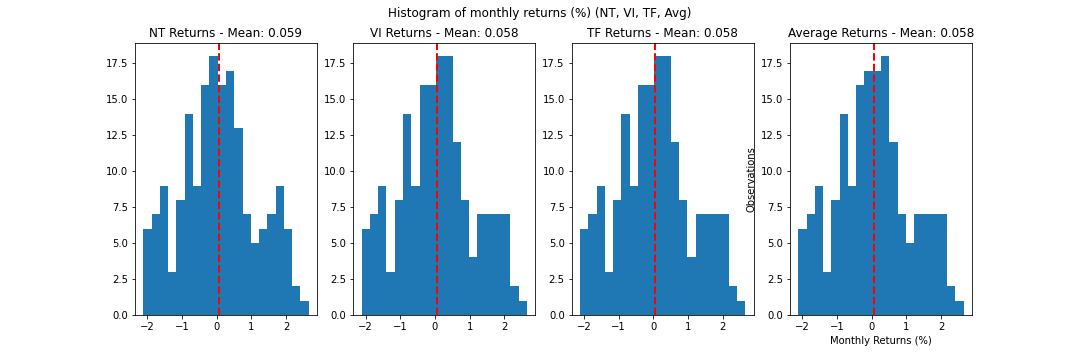 Histogram of monthly returns (%) (NT, VI, TF, Avg)
NT Returns - Mean: 0.059
17.5
15.0
12.5
10.0
7.5
5.0
2.5
0.0
−2 −1 0 1 2
VI Returns - Mean: 0.058
17.5
15.0
12.5
10.0
7.5
5.0
2.5
0.0
−2 −1 0 1 2
TF Returns - Mean: 0.058
17.5
15.0
12.5
10.0
7.5
5.0
2.5
0.0
−2 −1 0 1 2
Average Returns - Mean: 0.058
Observations
17.5
15.0
12.5
10.0
7.5
5.0
2.5
0.0
−2 −1 0 1 2
Monthly Returns (%)